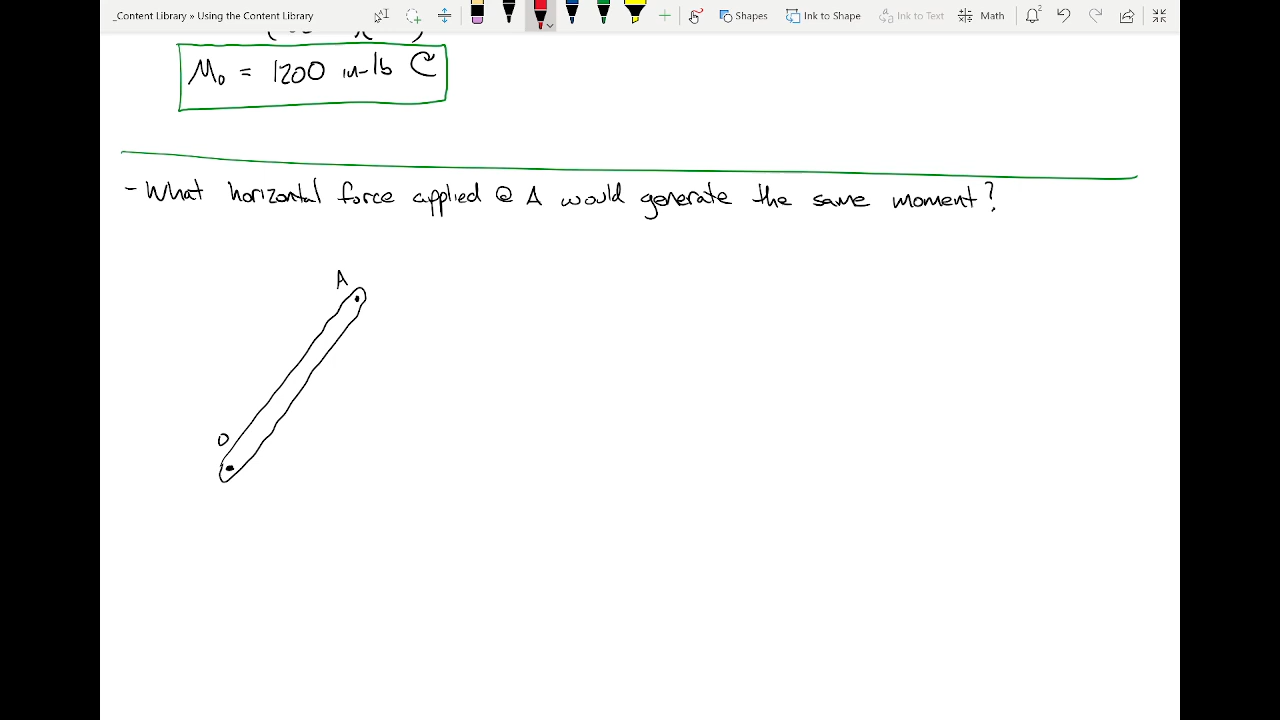 _Content Library » Using the Content Library
Shapes
Ink to Shape
Ink to Text
Math
2
M₀ = 1200 in-lb
- What horizontal force applied @ A would generate the same moment?
A
O